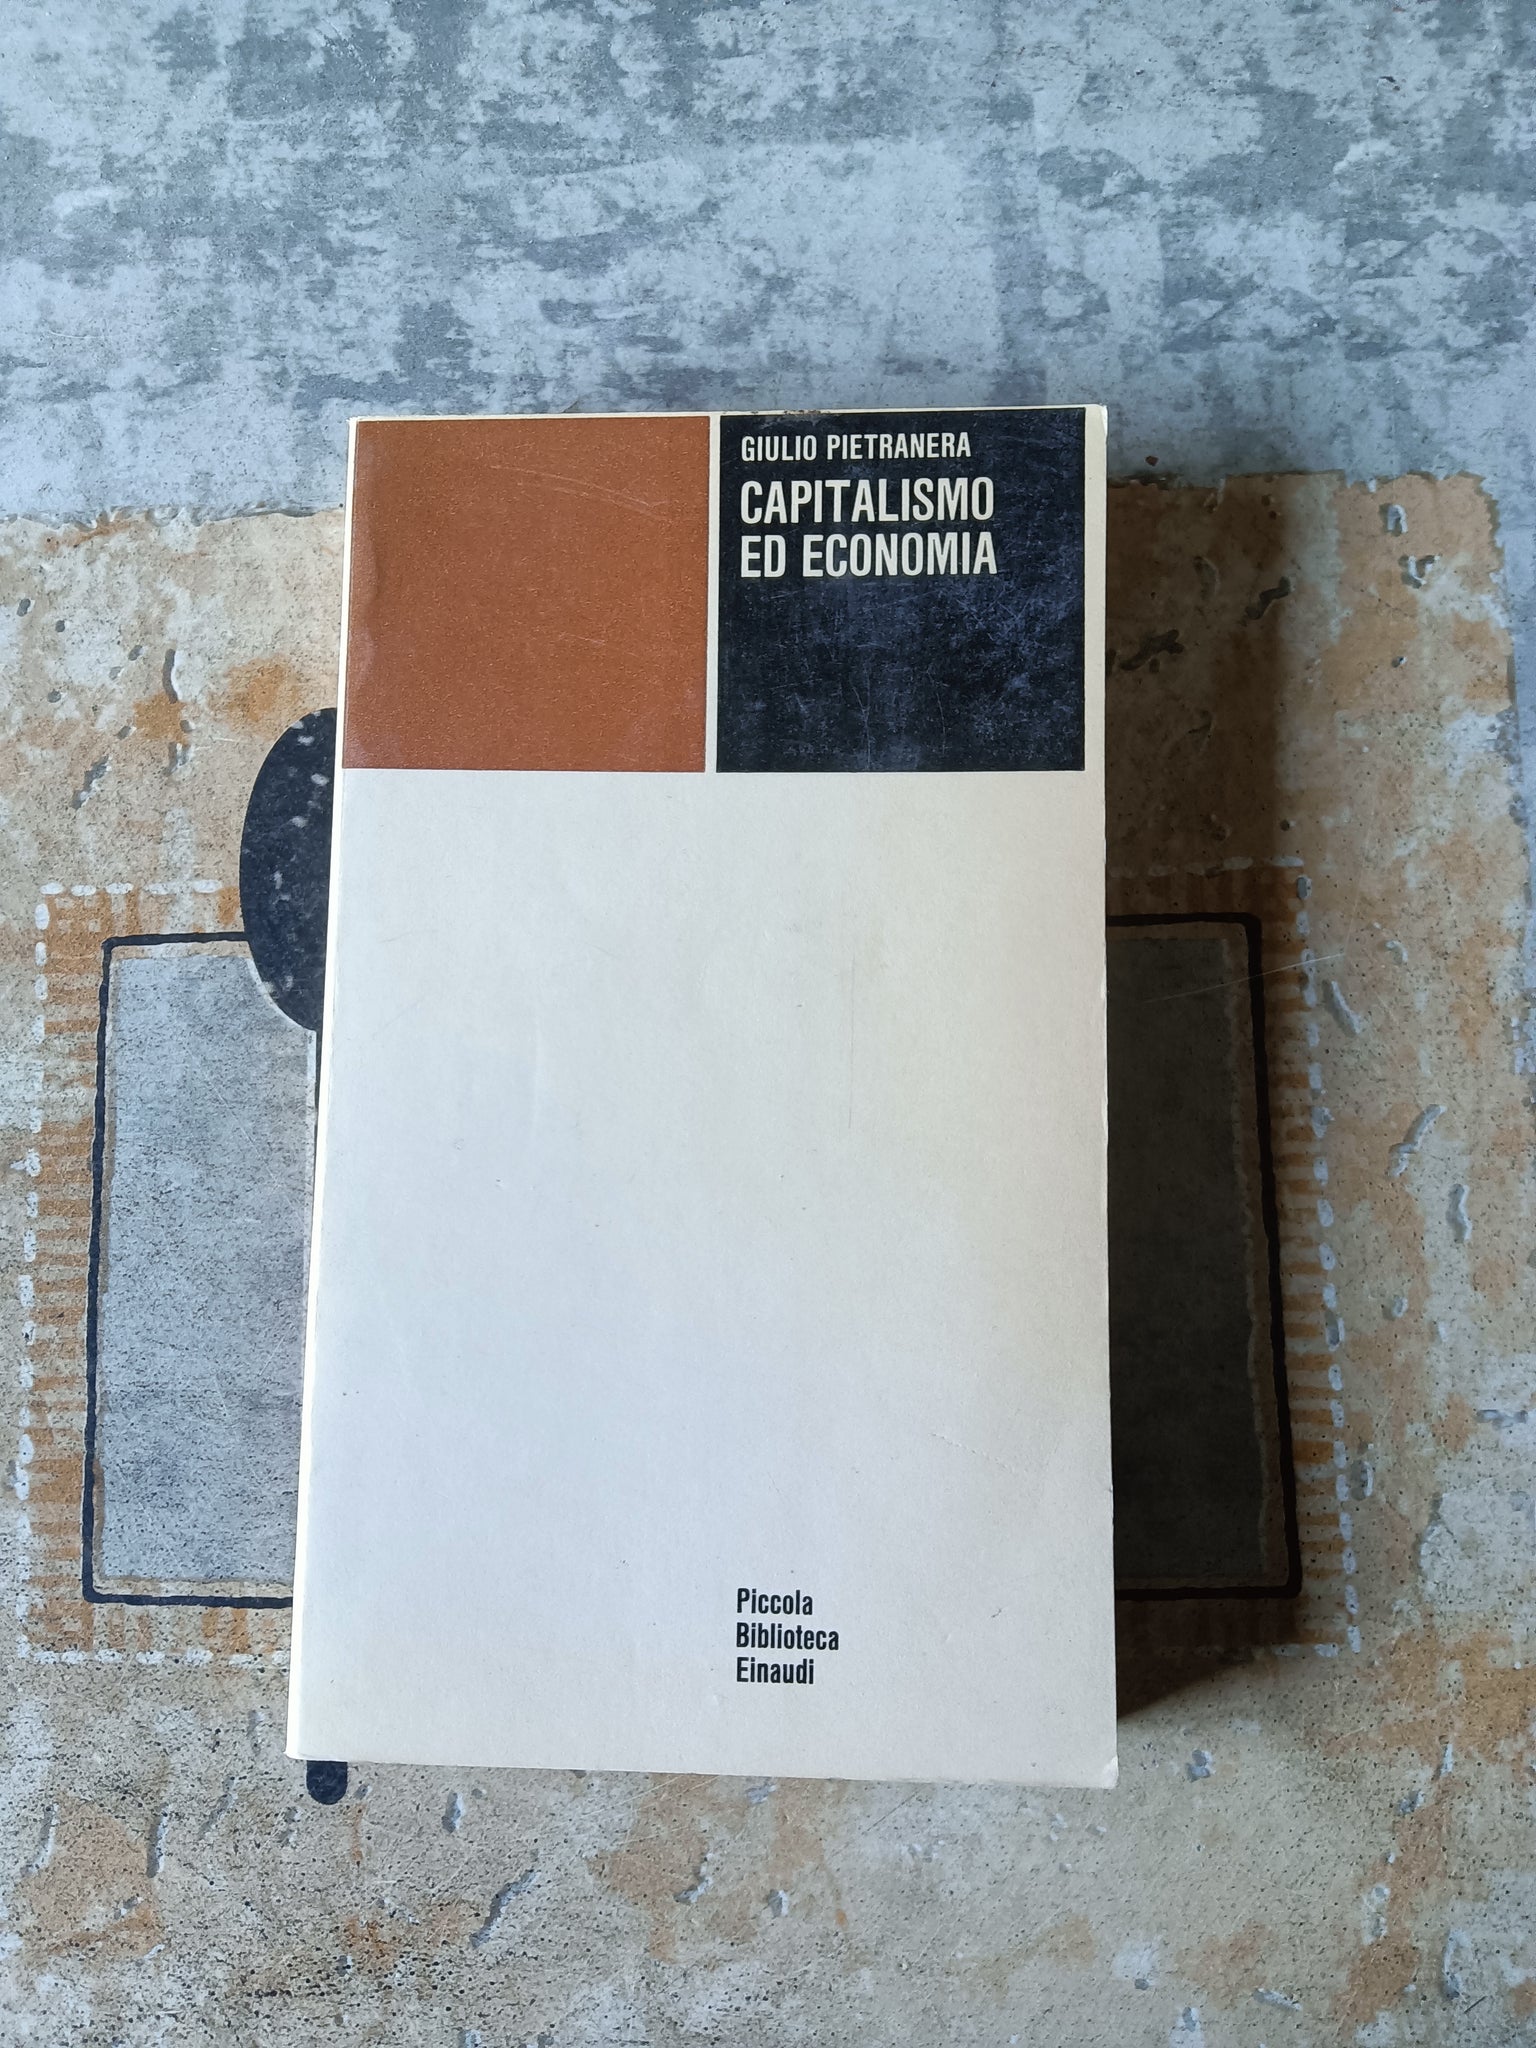 GIULIO PIETRANERA
CAPITALISMO
ED ECONOMIA
Piccola
Biblioteca
Einaudi